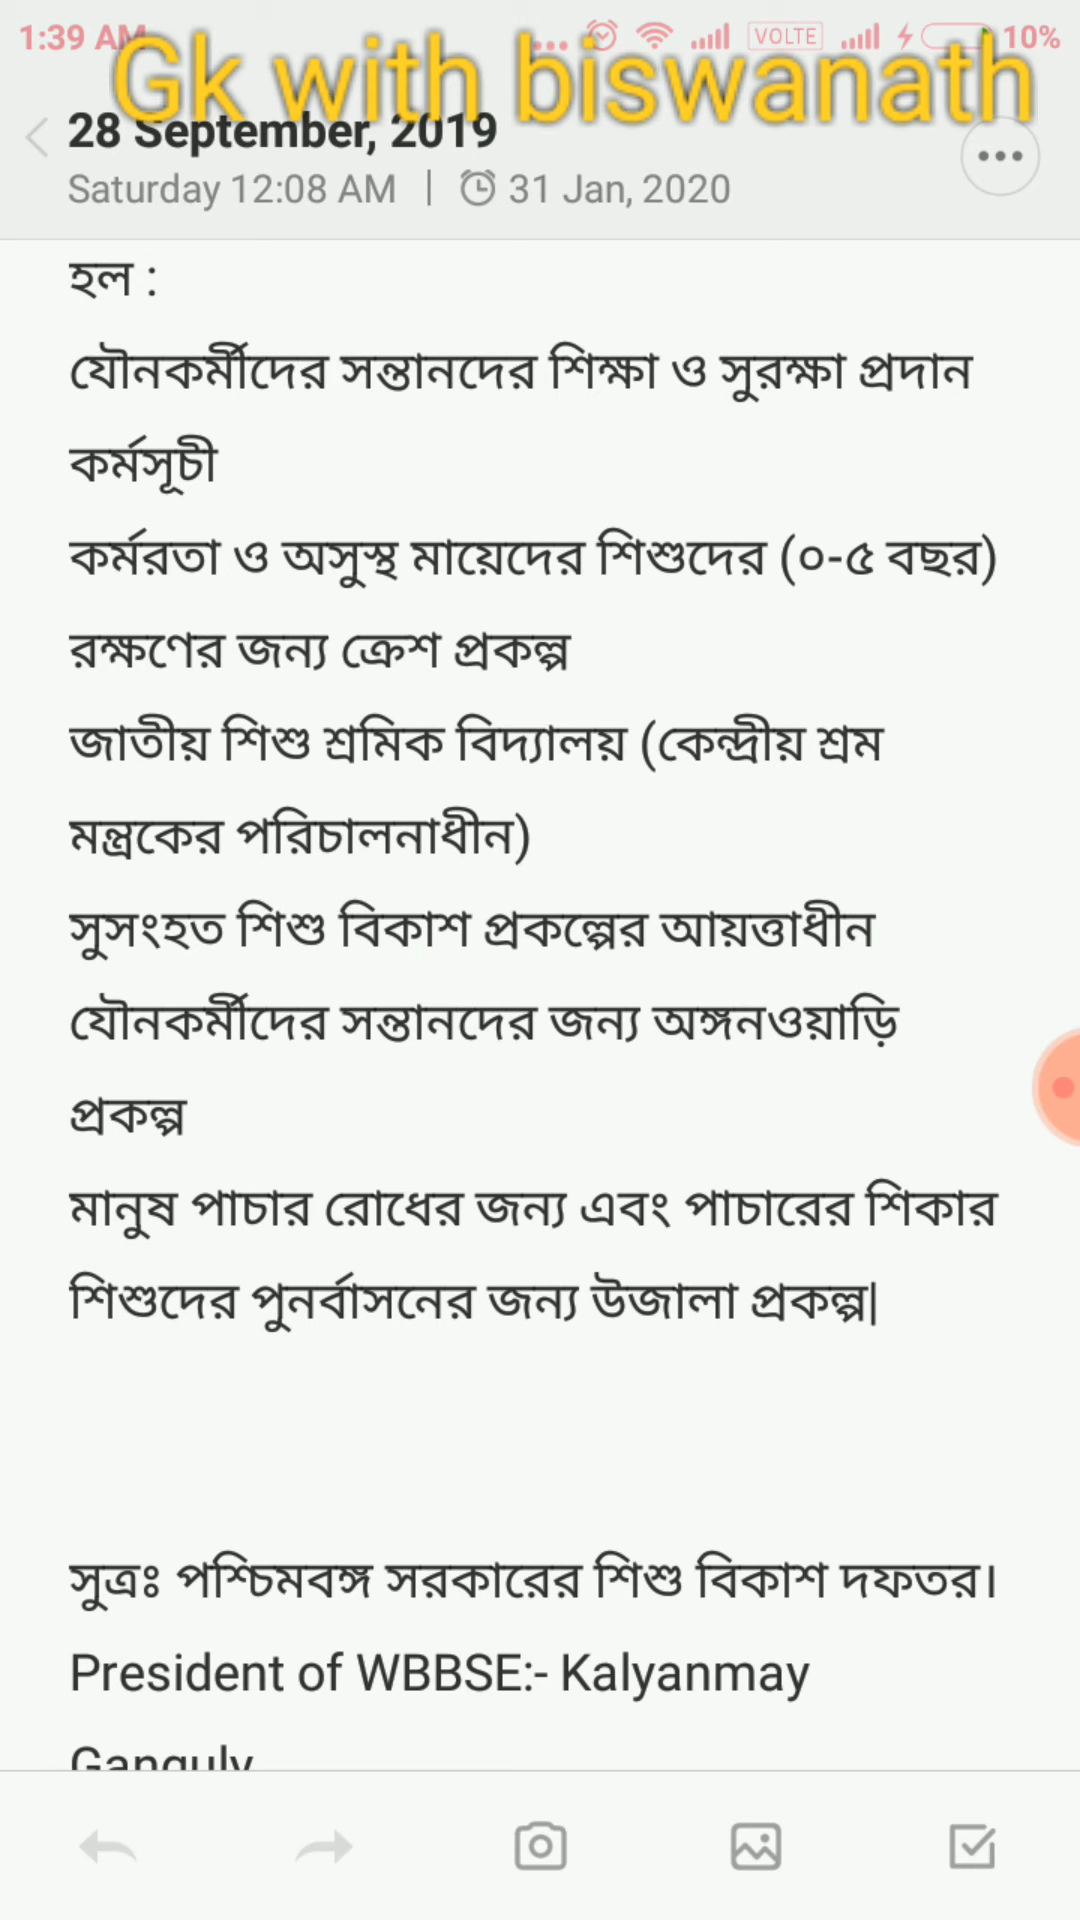 1:39 AM
... VOLTE 10%
Gk with biswanath
28 September, 2019
Saturday 12:08 AM | 31 Jan, 2020
হল :
যৌনকর্মীদের সন্তানদের শিক্ষা ও সুরক্ষা প্রদান
কর্মসূচী
কর্মরতা ও অসুস্থ মায়েদের শিশুদের (০-৫ বছর)
রক্ষণের জন্য ক্রেশ প্রকল্প
জাতীয় শিশু শ্রমিক বিদ্যালয় (কেন্দ্রীয় শ্রম
মন্ত্রকের পরিচালনাধীন)
সুসংহত শিশু বিকাশ প্রকল্পের আয়ত্তাধীন
যৌনকর্মীদের সন্তানদের জন্য অঙ্গনওয়াড়ি
প্রকল্প
মানুষ পাচার রোধের জন্য এবং পাচারের শিকার
শিশুদের পুনর্বাসনের জন্য উজালা প্রকল্প|
সুত্রঃ পশ্চিমবঙ্গ সরকারের শিশু বিকাশ দফতর।
President of WBBSE:- Kalyanmay
Ganguly